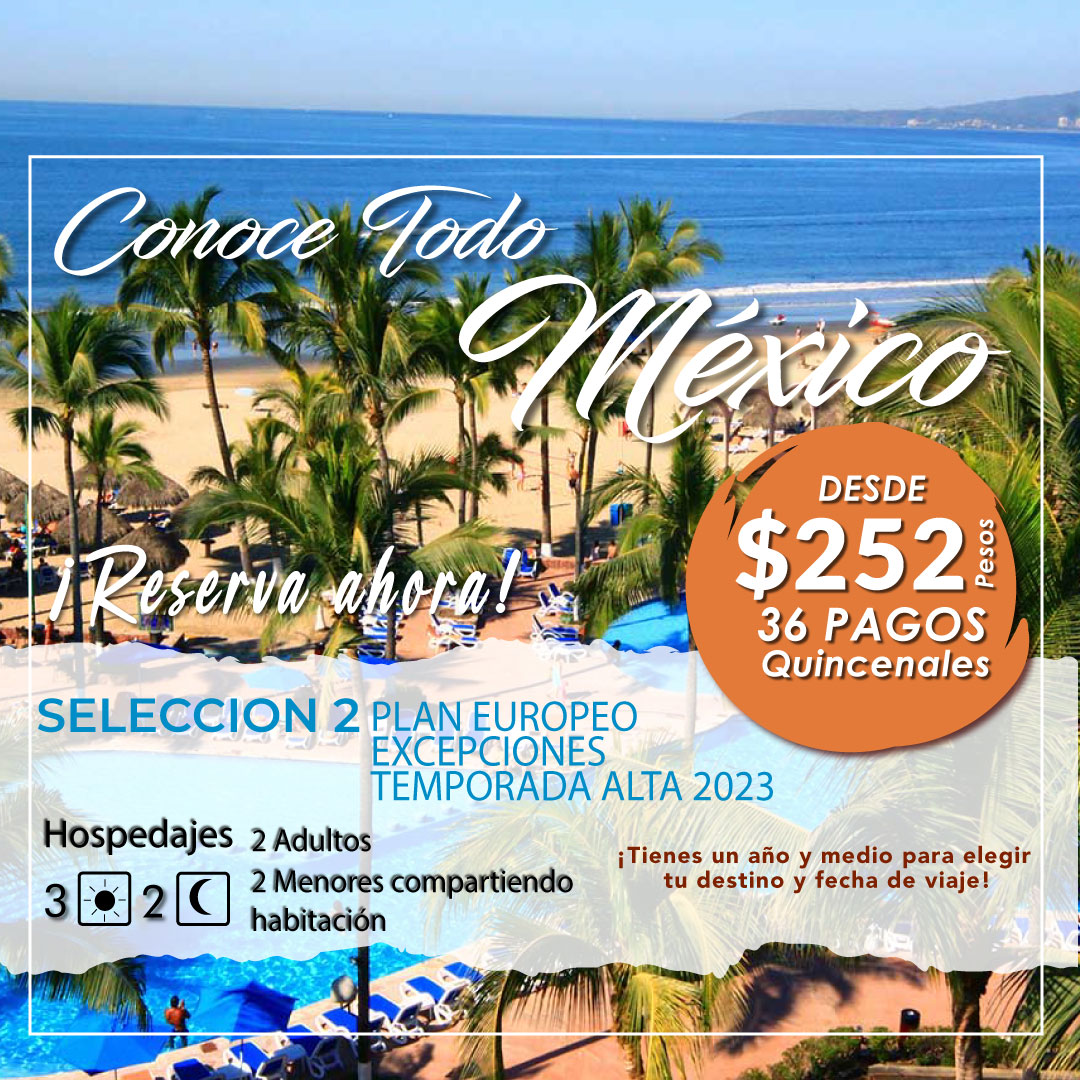 Conoce Todo
México
DESDE
$252 Pesos
36 PAGOS
Quincenales
¡Reserva ahora!
SELECCION 2 PLAN EUROPEO
EXCEPCIONES
TEMPORADA ALTA 2023
Hospedajes
3 2
2 Adultos
2 Menores compartiendo
habitación
¡Tienes un año y medio para elegir
tu destino y fecha de viaje!